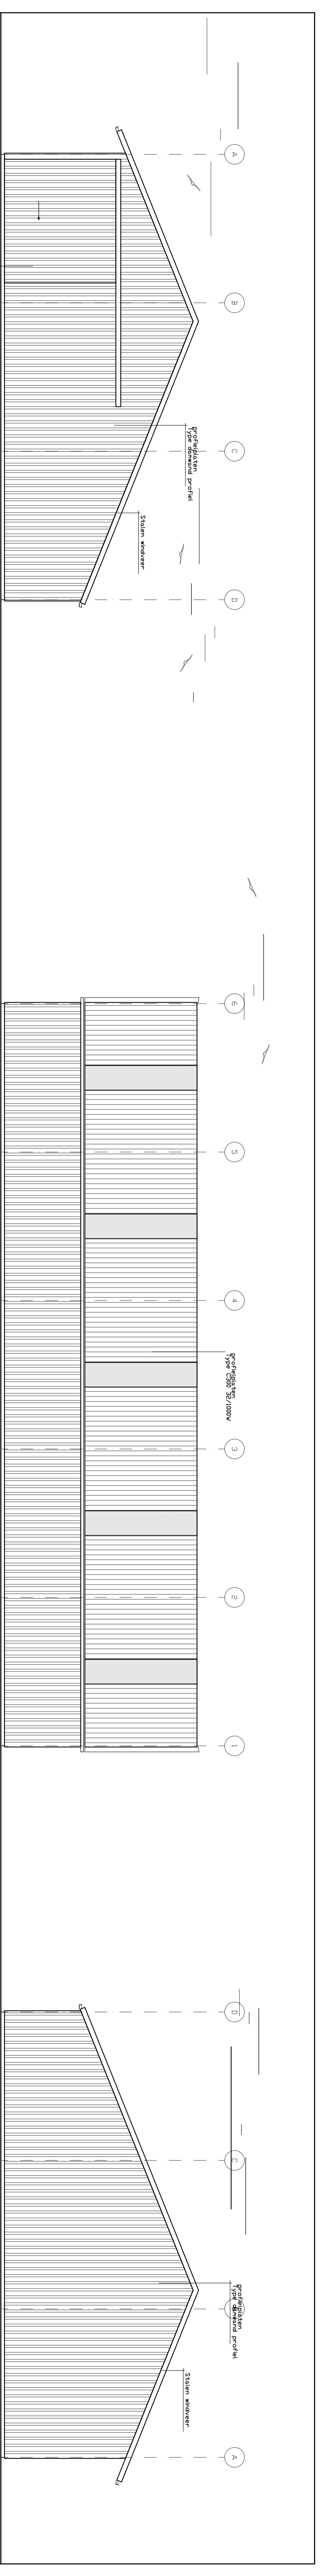 A
B
C
D
profielplaten
Type damwand profiel
Stalen windveer
6
5
4
3
2
1
profielplaten
Type C300 32/1000W
D
C
A
profielplaten
Type damwand profiel
Stalen windveer